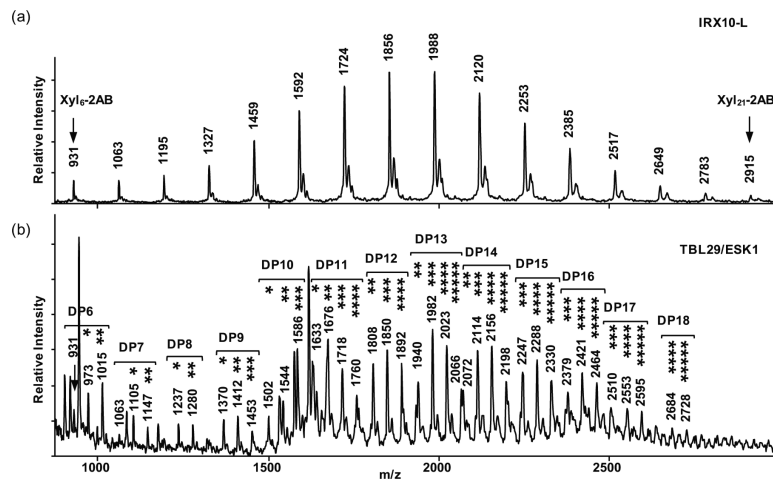 (a)
IRX10-L
Relative Intensity
Xyl6-2AB
Xyl21-2AB
931
1063
1195
1327
1459
1592
1724
1856
1988
2120
2253
2385
2517
2649
2783
2915
(b)
TBL29/ESK1
Relative Intensity
DP6
931
973 *
1015 **
DP7
1063
1105 *
1147 **
DP8
1237 *
1280 **
DP9
1370 *
1412 **
1453 ***
DP10
1502 *
1544 **
1586 ***
DP11
1633 *
1676 **
1718 ***
1760 ****
DP12
1808 **
1850 ***
1892 ****
DP13
1940 **
1982 ***
2023 ****
2066 *****
DP14
2072 **
2114 ***
2156 ****
2198 *****
DP15
2247 ***
2288 ****
2330 *****
DP16
2379 ***
2421 ****
2464 *****
DP17
2510 ***
2553 ****
2595 *****
DP18
2684 ****
2728 *****
1000
1500
2000
2500
m/z